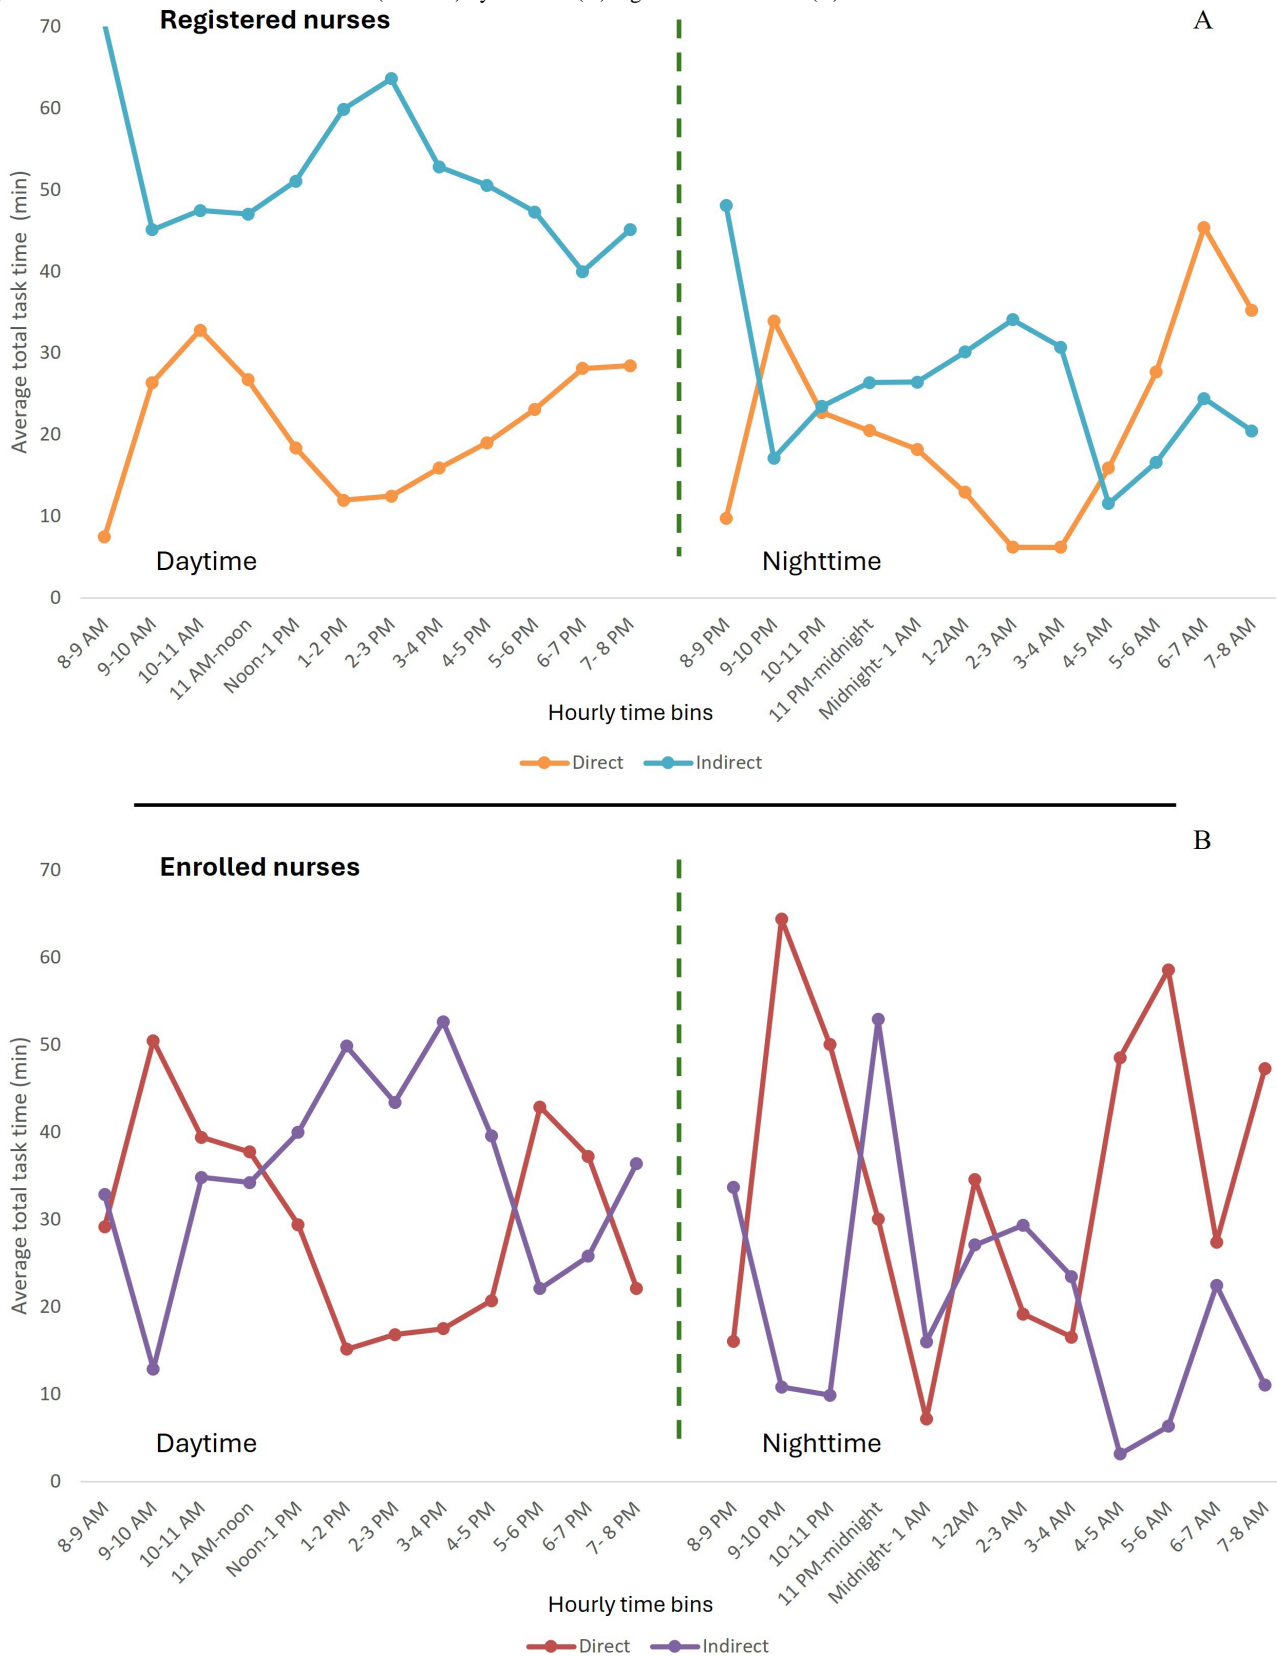 Registered nurses
A
70
60
50
40
30
20
10
0
Average total task time (min)
Daytime
Nighttime
8-9 AM
9-10 AM
10-11 AM
11 AM-noon
Noon-1 PM
1-2 PM
2-3 PM
3-4 PM
4-5 PM
5-6 PM
6-7 PM
7- 8 PM
8-9 PM
9-10 PM
10-11 PM
11 PM-midnight
Midnight- 1 AM
1-2AM
2-3 AM
3-4 AM
4-5 AM
5-6 AM
6-7 AM
7-8 AM
Hourly time bins
Direct Indirect
B
Enrolled nurses
70
60
50
40
30
20
10
0
Average total task time (min)
Daytime
Nighttime
8-9 AM
9-10 AM
10-11 AM
11 AM-noon
Noon-1 PM
1-2 PM
2-3 PM
3-4 PM
4-5 PM
5-6 PM
6-7 PM
7- 8 PM
8-9 PM
9-10 PM
10-11 PM
11 PM-midnight
Midnight- 1 AM
1-2AM
2-3 AM
3-4 AM
4-5 AM
5-6 AM
6-7 AM
7-8 AM
Hourly time bins
Direct Indirect